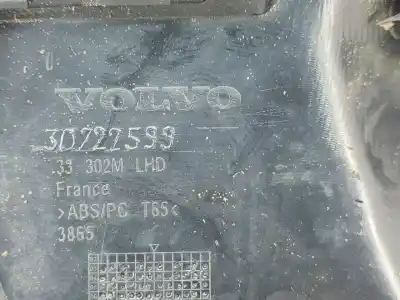 VOLVO
30722599
33 302M LHD
France
>ABS/PC T65<
3865